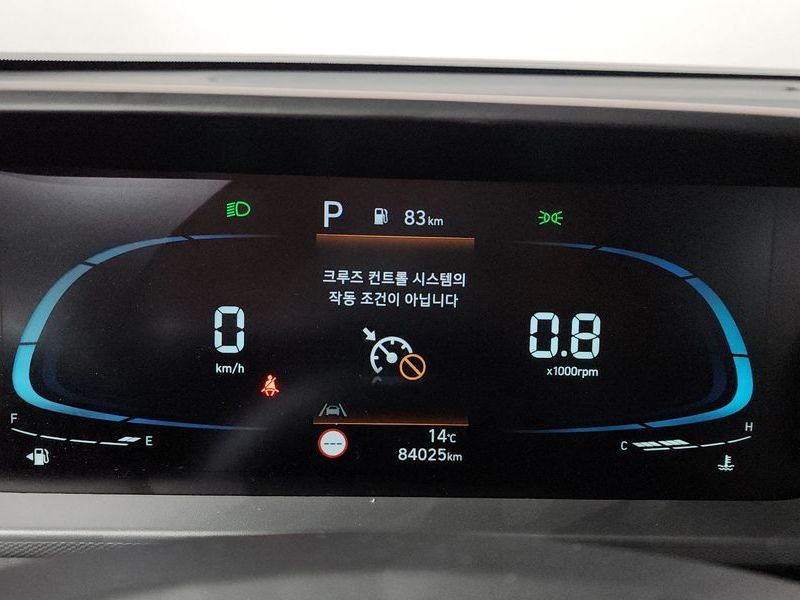 P 83km
크루즈 컨트롤 시스템의
작동 조건이 아닙니다
0
km/h
0.8
x1000rpm
F E
---
14℃
84025km
C H